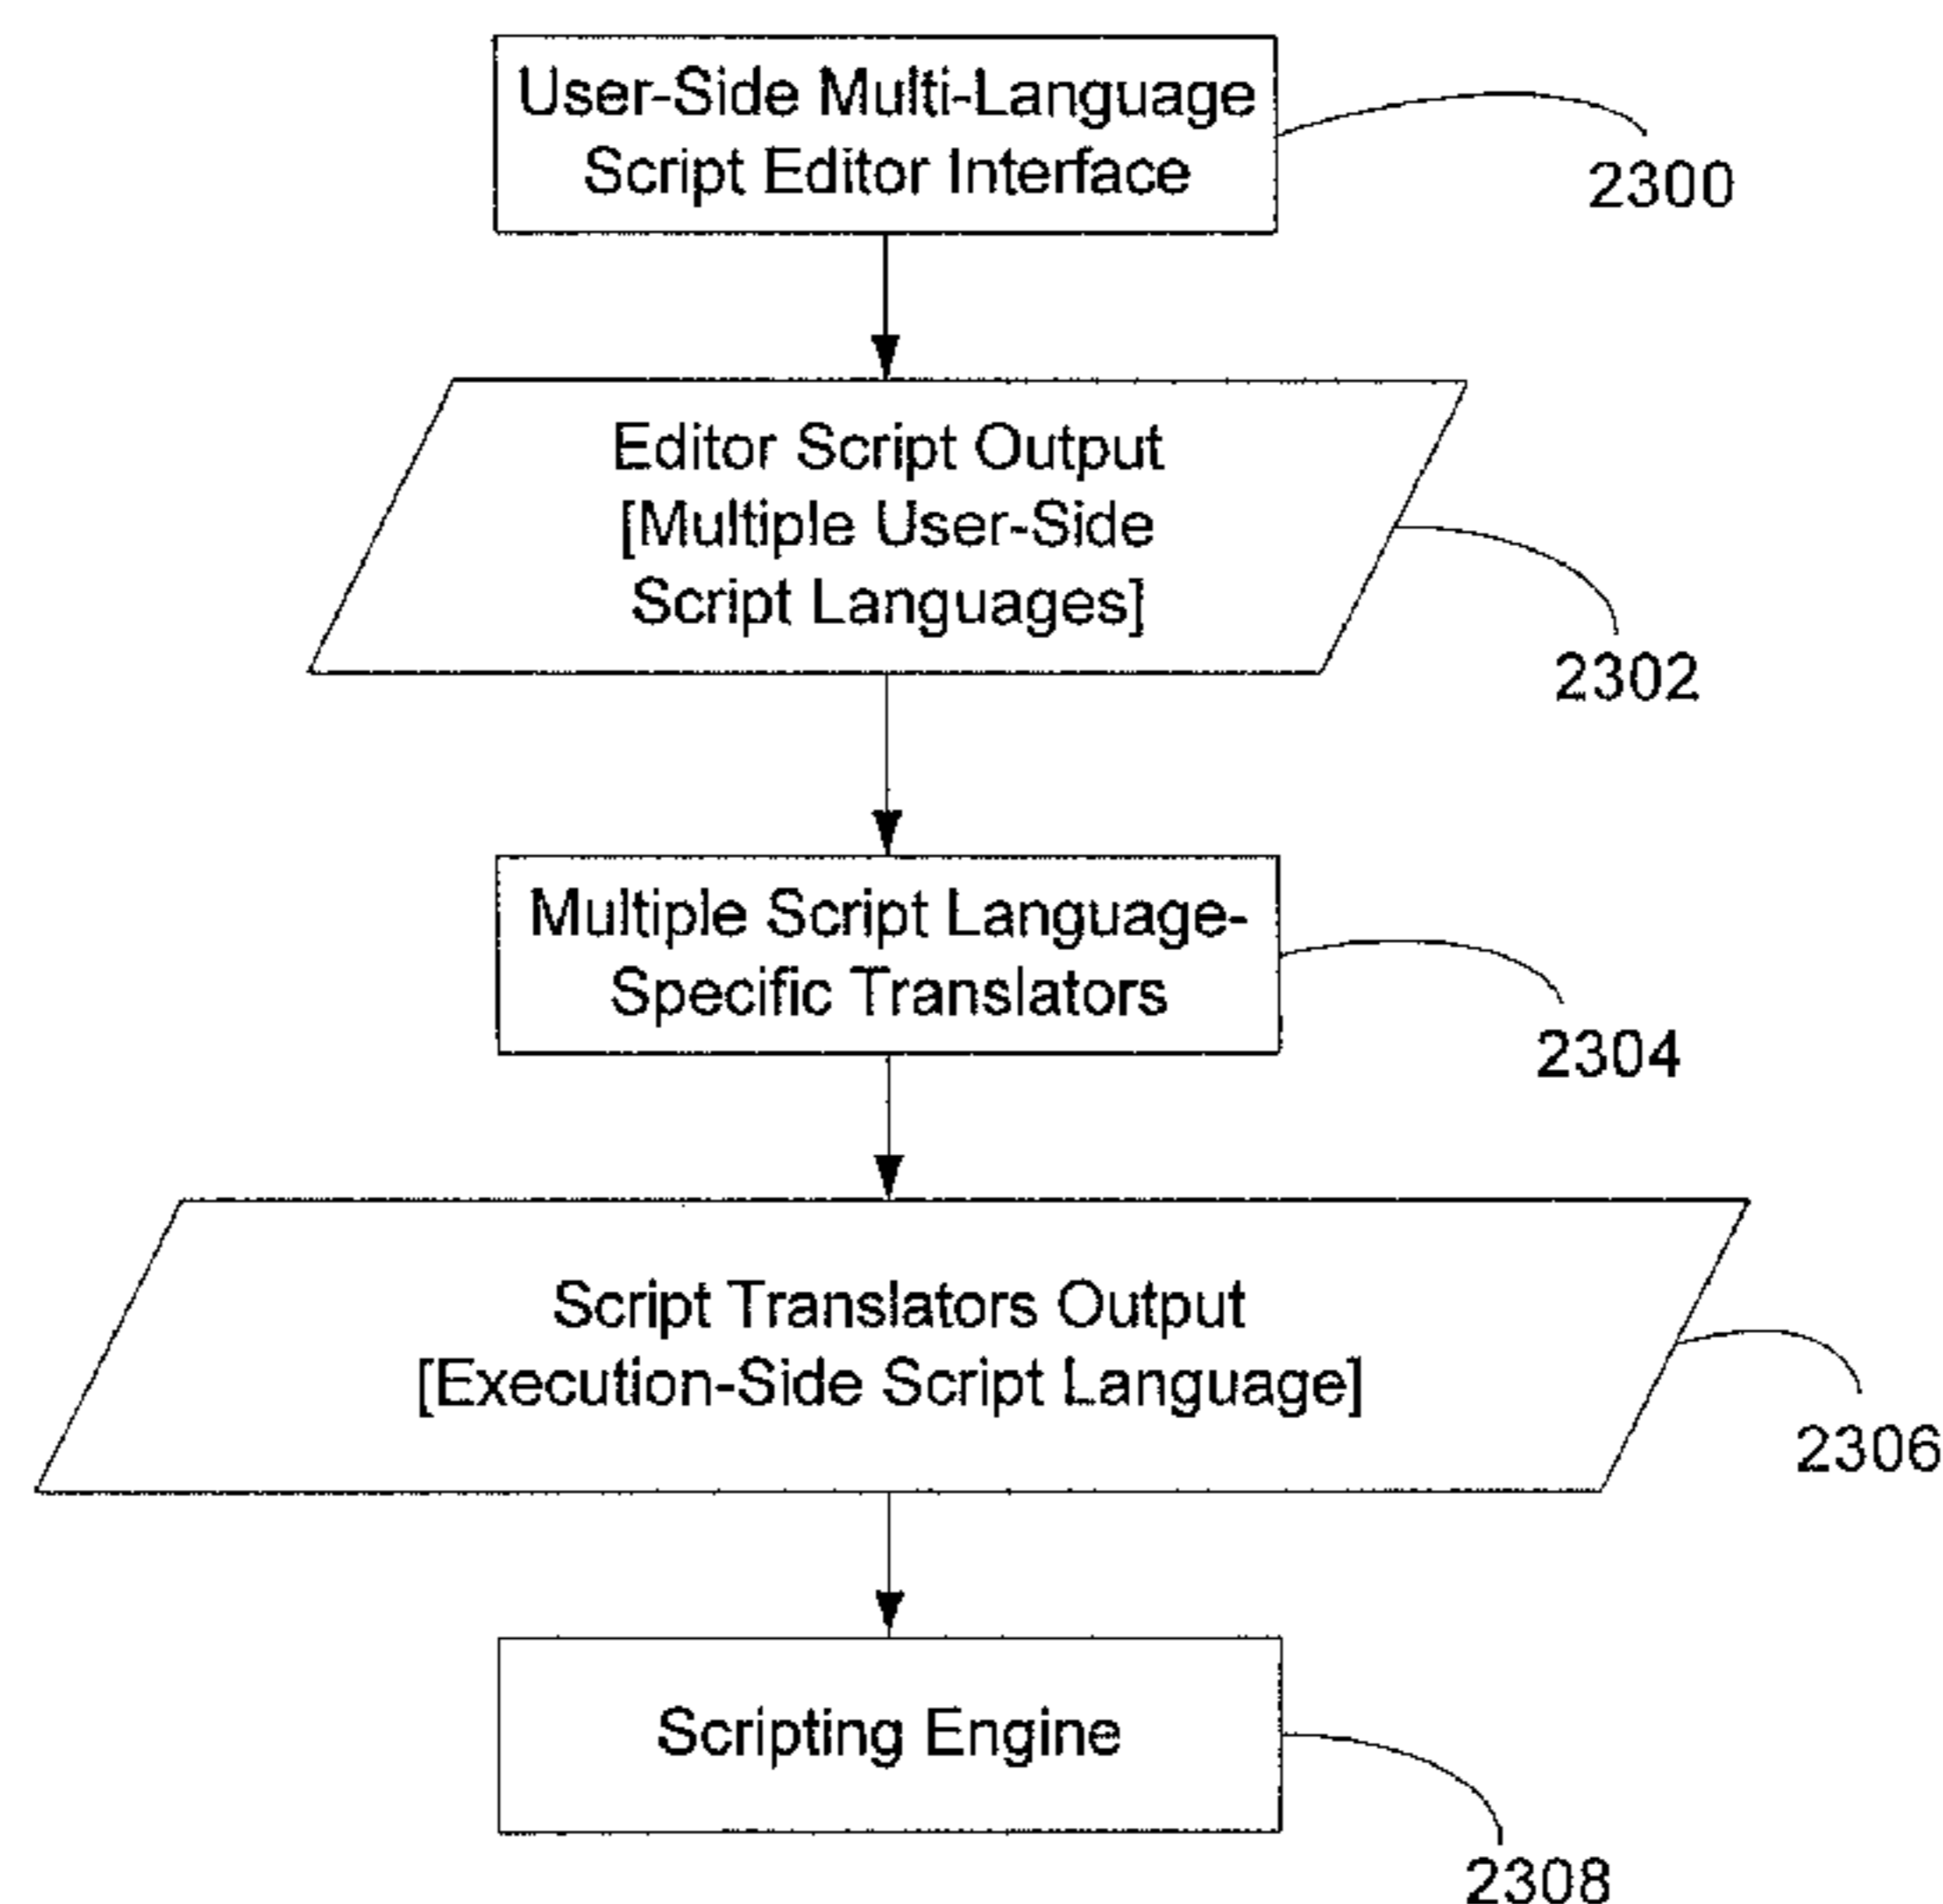 User-Side Multi-Language
Script Editor Interface
2300
Editor Script Output
[Multiple User-Side
Script Languages]
2302
Multiple Script Language-
Specific Translators
2304
Script Translators Output
[Execution-Side Script Language]
2306
Scripting Engine
2308